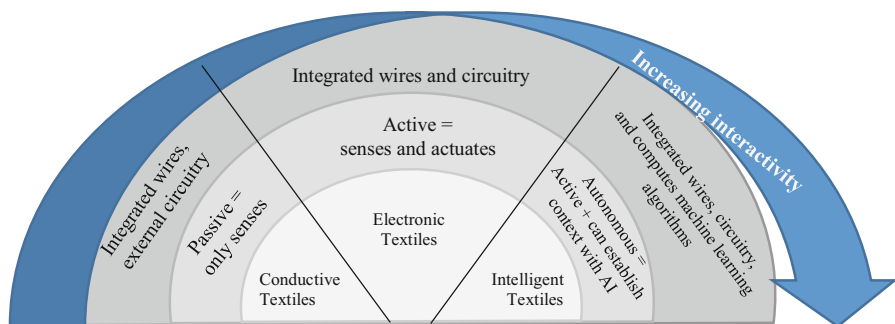 Increasing interactivity
Integrated wires and circuitry
Integrated wires,
external circuitry
Integrated wires, circuitry,
and computes machine learning
algorithms
Active =
senses and actuates
Passive =
only senses
Autonomous =
Active + can establish
context with AI
Electronic
Textiles
Conductive
Textiles
Intelligent
Textiles